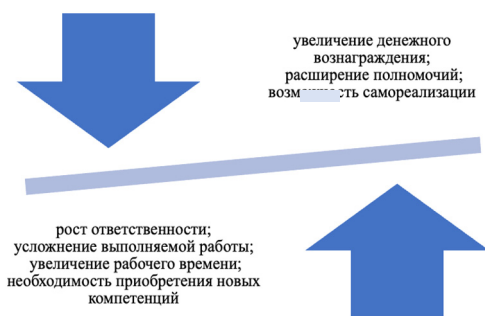 увеличение денежного
вознаграждения;
расширение полномочий;
самореализации
рост ответственности;
усложнение выполняемой работы;
увеличение рабочего времени;
необходимость приобретения новых
компетенций